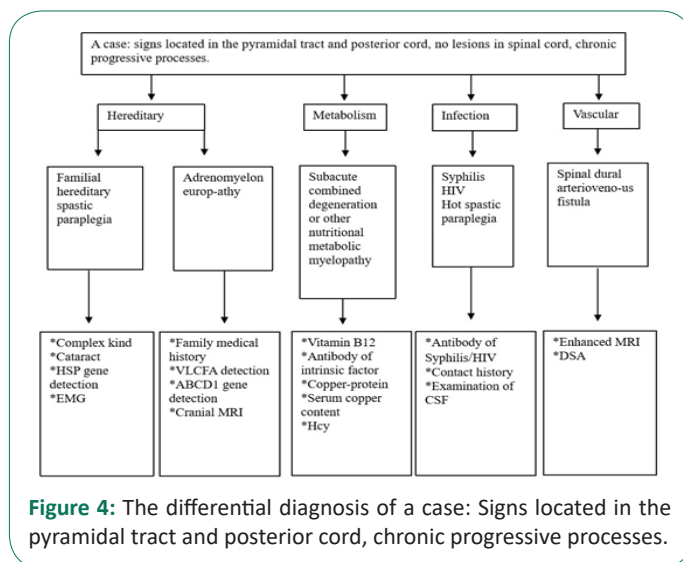 A case: signs located in the pyramidal tract and posterior cord, no lesions in spinal cord, chronic
progressive processes.
Hereditary
Metabolism
Infection
Vascular
Familial
hereditary
spastic
paraplegia
Adrenomyelon
europ-athy
Subacute
combined
degeneration
or other
nutritional
metabolic
myelopathy
Syphilis
HIV
Hot spastic
paraplegia
Spinal dural
arterioveno-us
fistula
*Complex kind
*Cataract
*HSP gene
detection
*EMG
*Family medical
history
*VLCFA detection
*ABCD1 gene
detection
*Cranial MRI
*Vitamin B12
*Antibody of
intrinsic factor
*Copper-protein
*Serum copper
content
*Hcy
*Antibody of
Syphilis/HIV
*Contact history
*Examination of
CSF
*Enhanced MRI
*DSA
Figure 4: The differential diagnosis of a case: Signs located in the
pyramidal tract and posterior cord, chronic progressive processes.